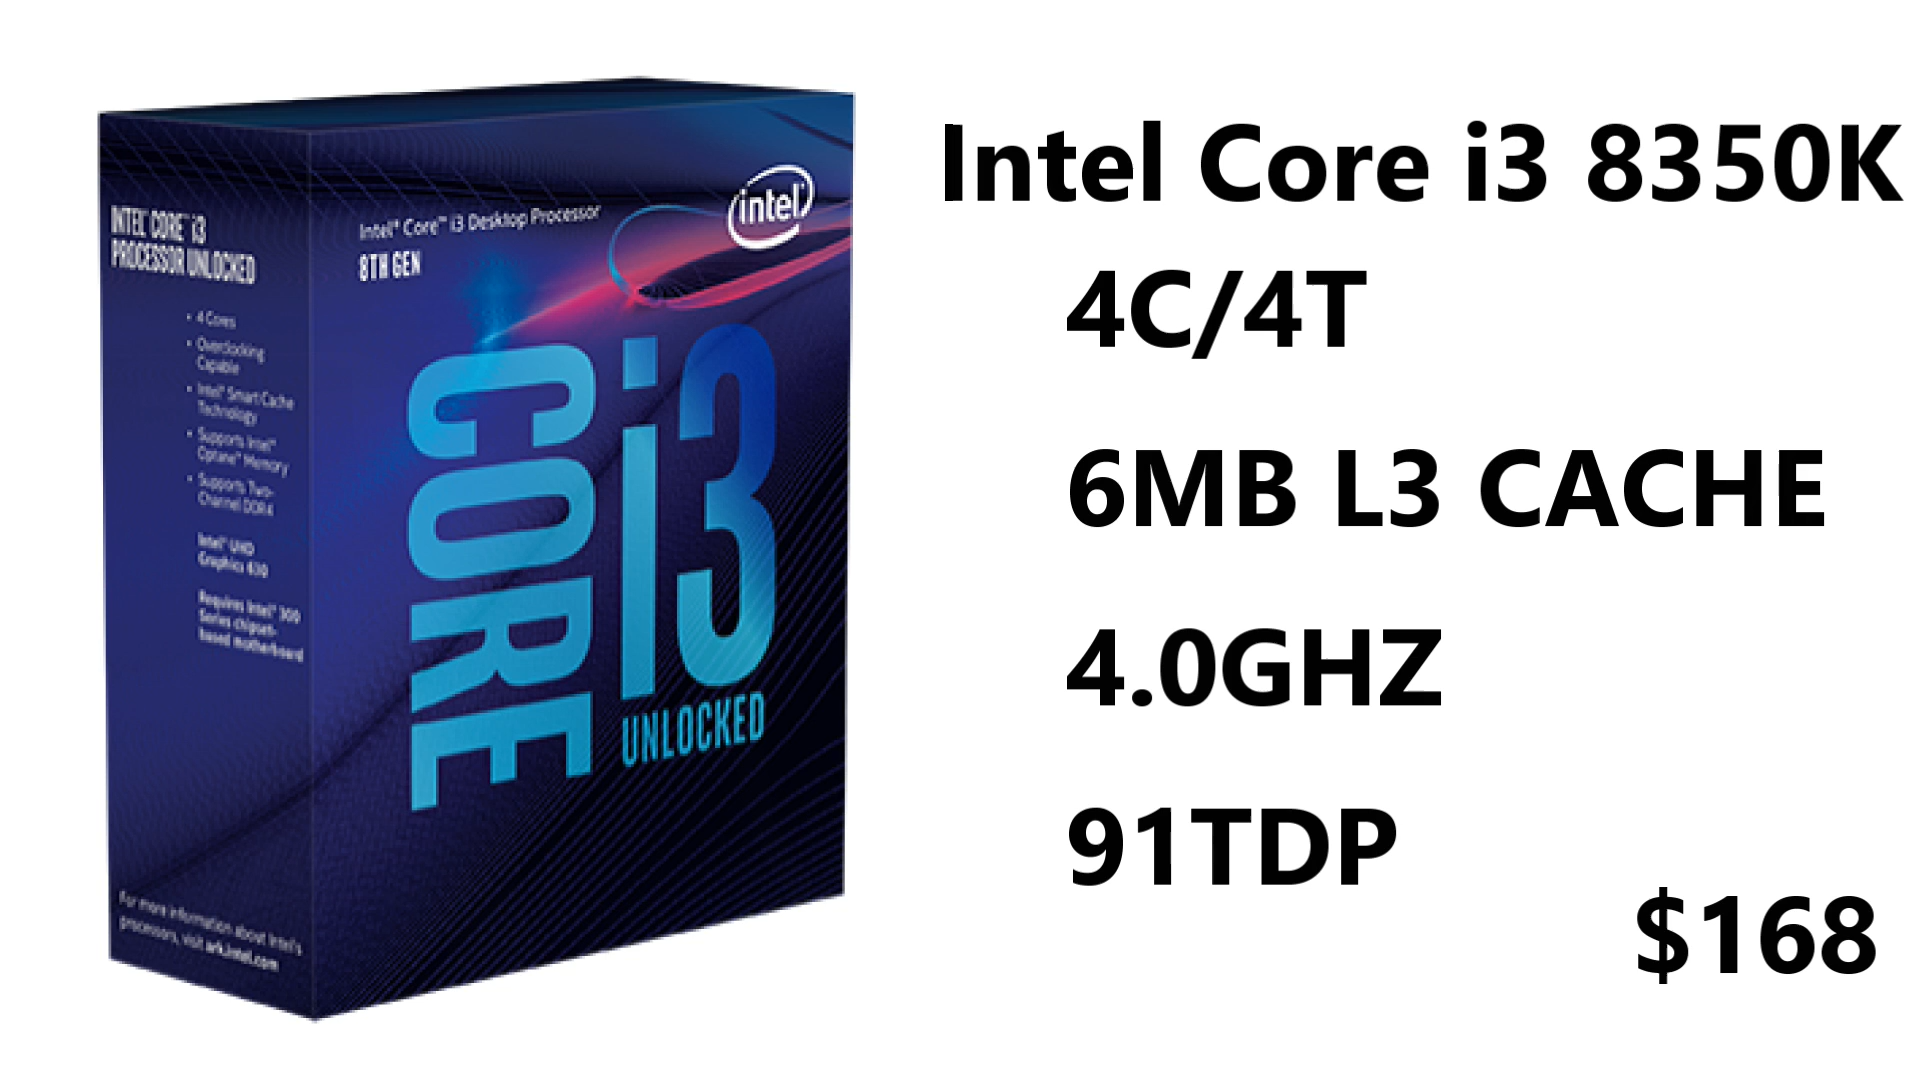 INTEL® CORE™ i3
PROCESSOR UNLOCKED
• 4 Cores
• Overclocking
Capable
• Intel® Smart Cache
Technology
• Supports Intel®
Optane™ Memory
• Supports Two-
Channel DDR4
Intel® UHD
Graphics 630
Requires Intel® 300
Series chipset-
based motherboard
For more information about Intel's
processors, visit ark.intel.com
Intel® Core™ i3 Desktop Processor
8TH GEN
intel®
CORE i3
UNLOCKED
Intel Core i3 8350K
4C/4T
6MB L3 CACHE
4.0GHZ
91TDP
$168